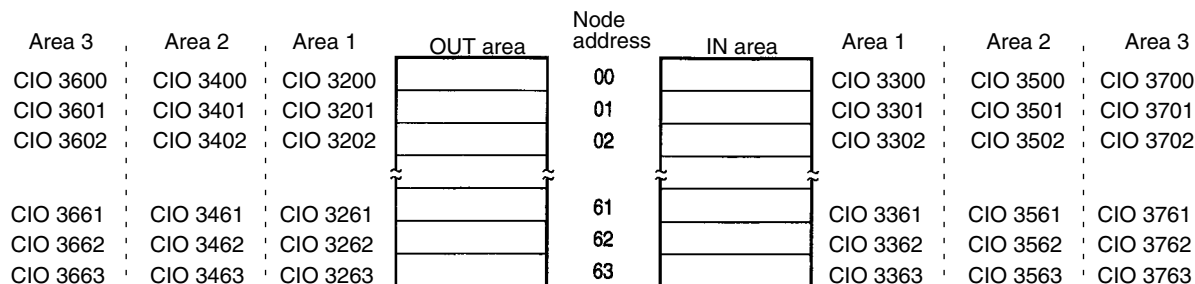 Area 3 Area 2 Area 1 OUT area Node address IN area Area 1 Area 2 Area 3
CIO 3600 CIO 3400 CIO 3200 00 CIO 3300 CIO 3500 CIO 3700
CIO 3601 CIO 3401 CIO 3201 01 CIO 3301 CIO 3501 CIO 3701
CIO 3602 CIO 3402 CIO 3202 02 CIO 3302 CIO 3502 CIO 3702
CIO 3661 CIO 3461 CIO 3261 61 CIO 3361 CIO 3561 CIO 3761
CIO 3662 CIO 3462 CIO 3262 62 CIO 3362 CIO 3562 CIO 3762
CIO 3663 CIO 3463 CIO 3263 63 CIO 3363 CIO 3563 CIO 3763